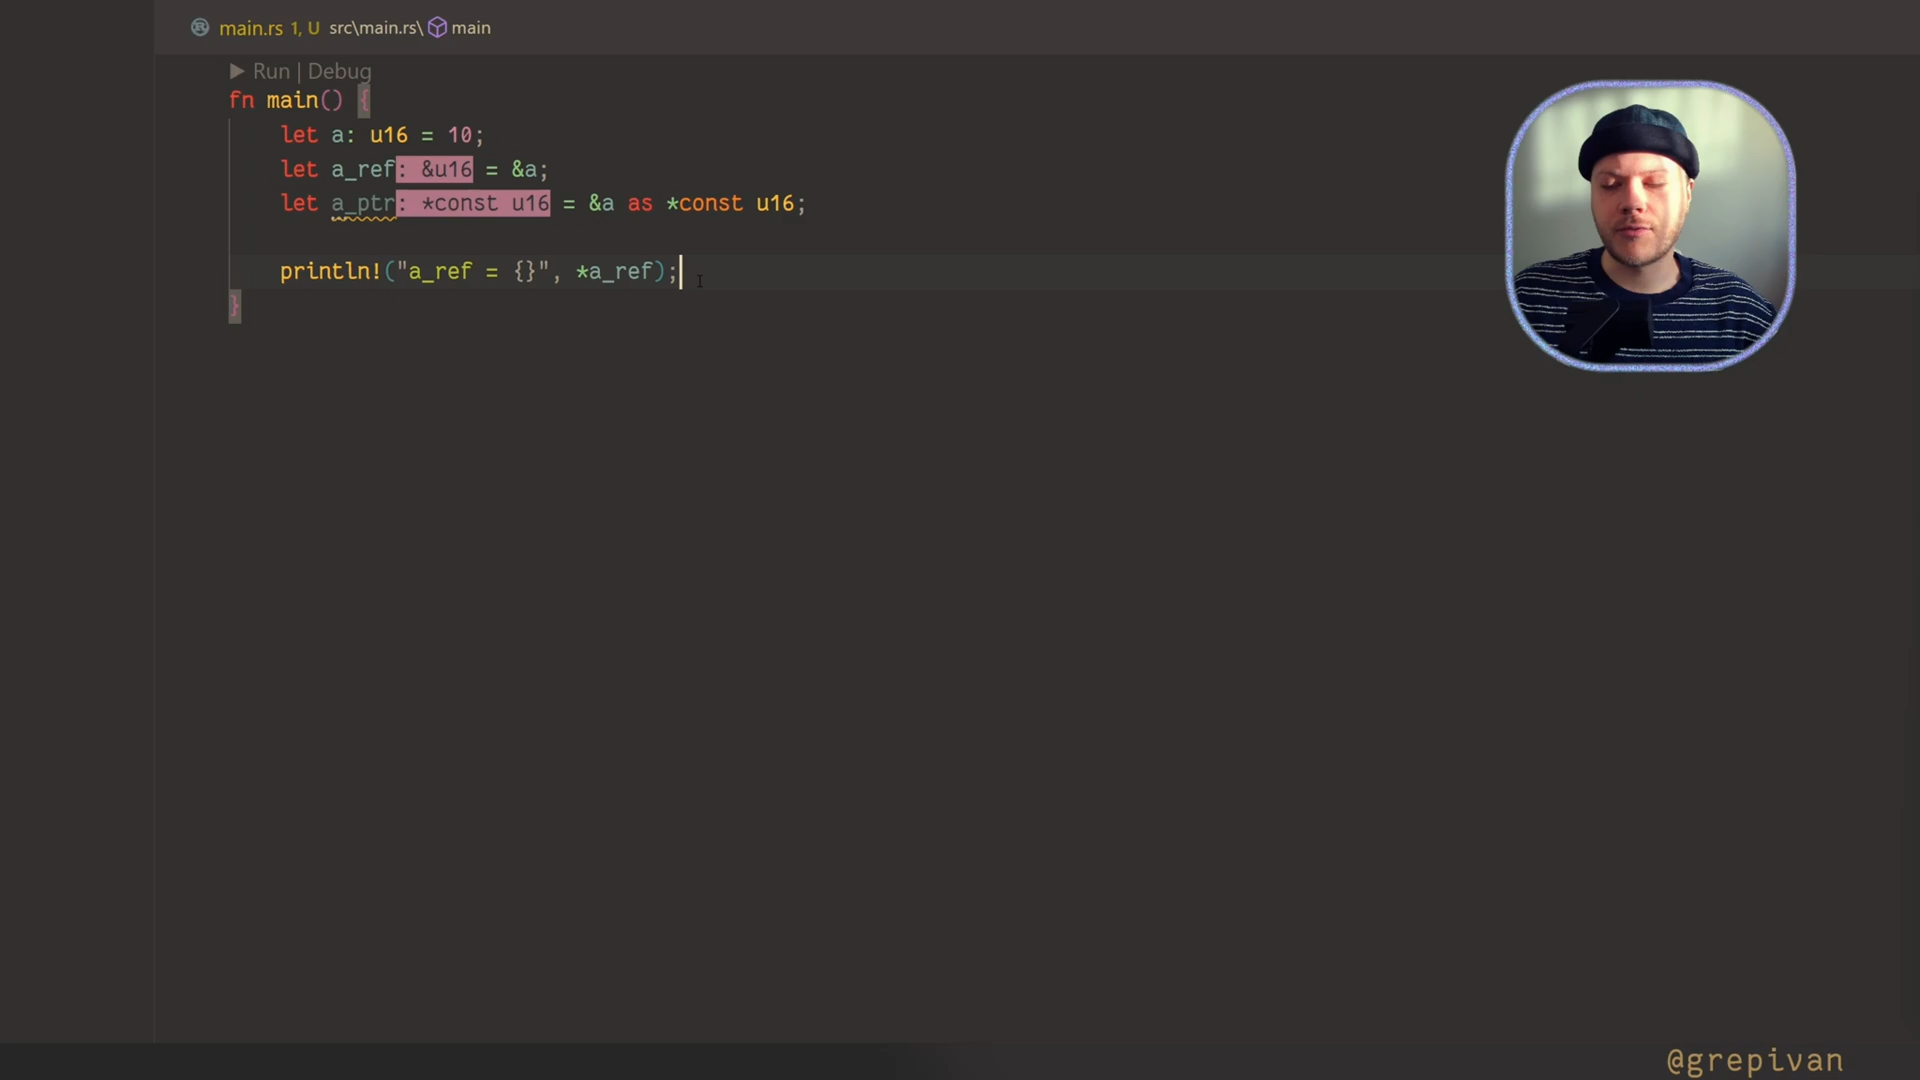 main.rs 1, U src\main.rs\ main
Run | Debug
fn main() {
let a: u16 = 10;
let a_ref: &u16 = &a;
let a_ptr: *const u16 = &a as *const u16;
println!("a_ref = {}", *a_ref);
}
@grepivan